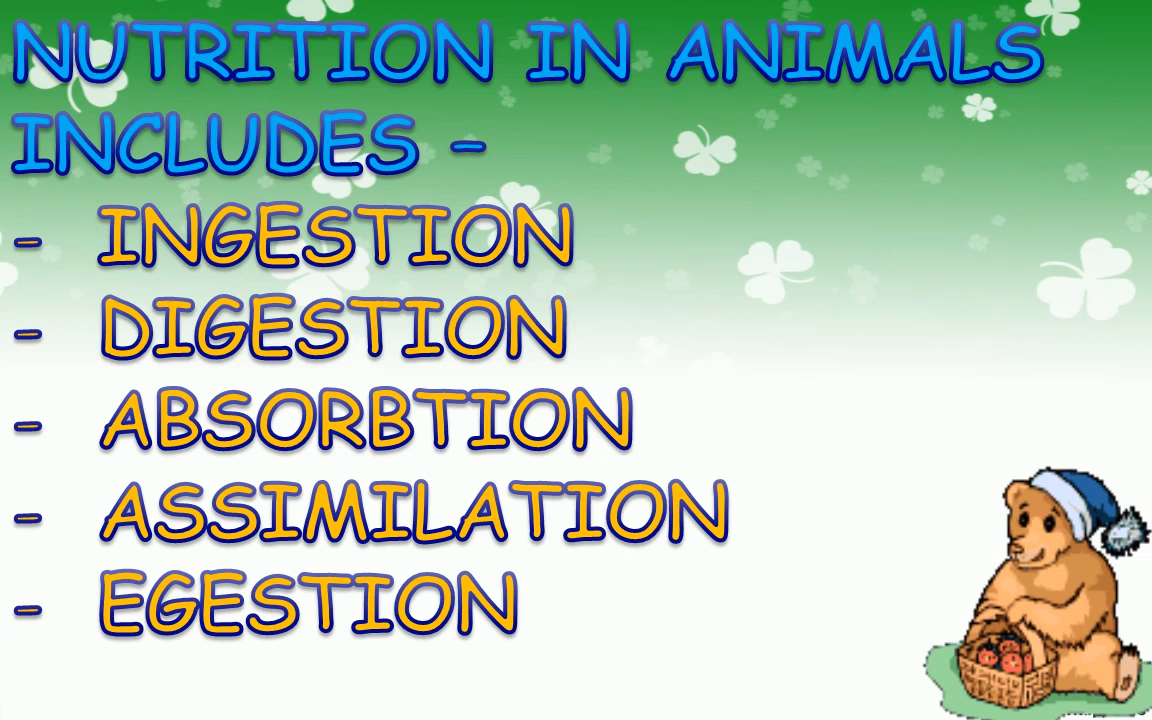 NUTRITION IN ANIMALS
INCLUDES –
- INGESTION
- DIGESTION
- ABSORBTION
- ASSIMILATION
- EGESTION